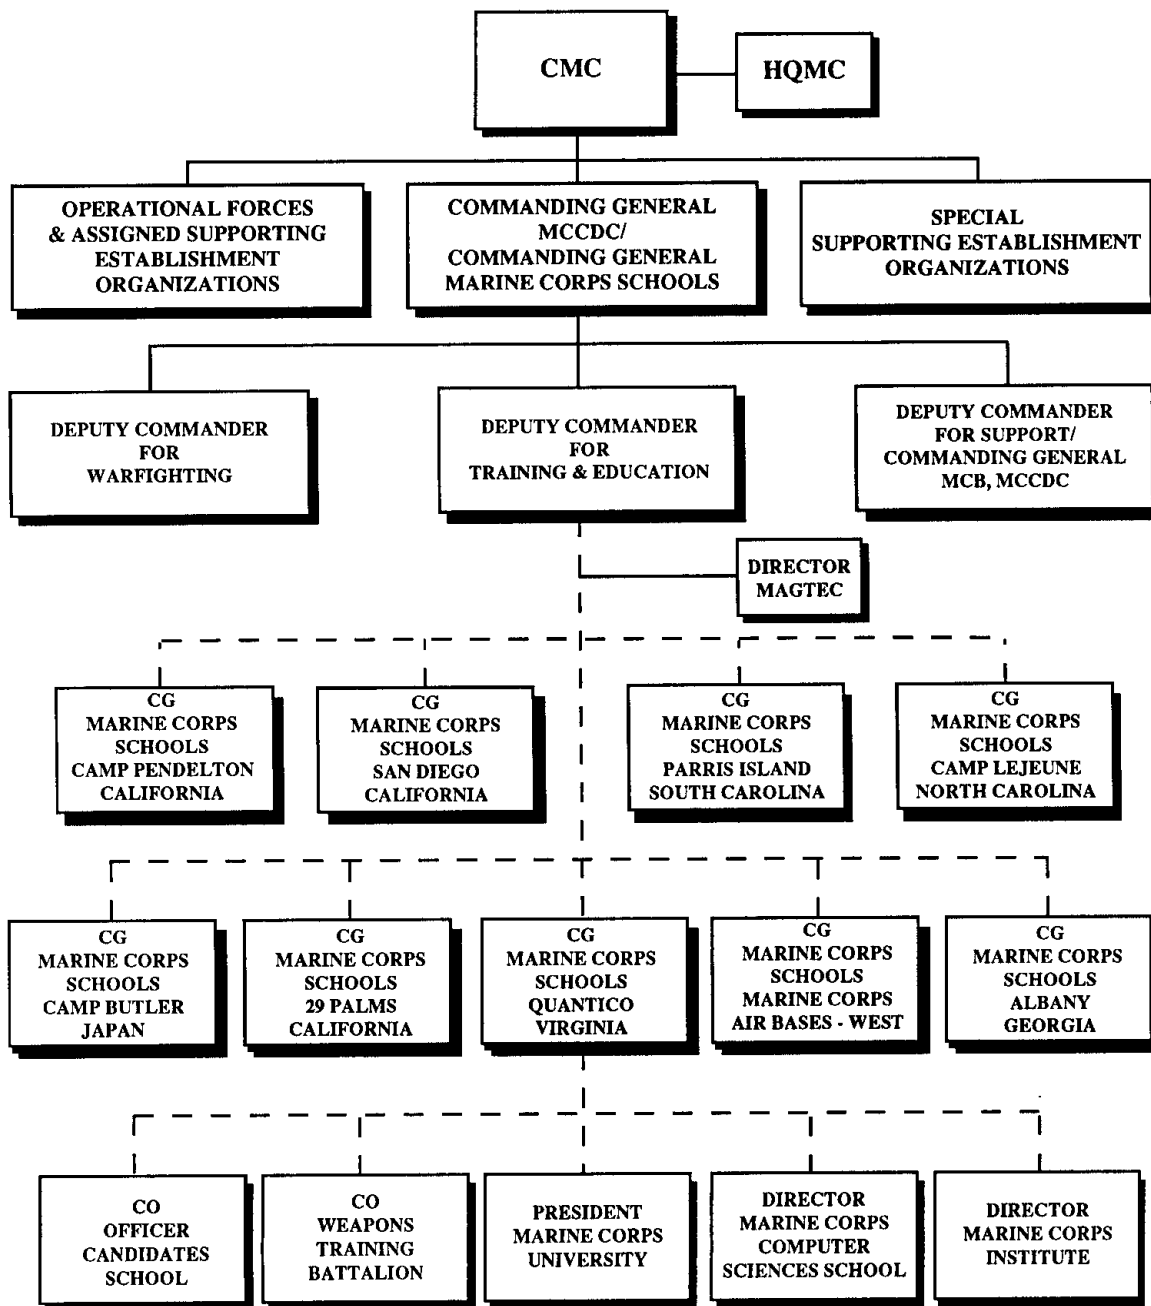 CMC
HQMC
OPERATIONAL FORCES
& ASSIGNED SUPPORTING
ESTABLISHMENT
ORGANIZATIONS
COMMANDING GENERAL
MCCDC/
COMMANDING GENERAL
MARINE CORPS SCHOOLS
SPECIAL
SUPPORTING ESTABLISHMENT
ORGANIZATIONS
DEPUTY COMMANDER
FOR
WARFIGHTING
DEPUTY COMMANDER
FOR
TRAINING & EDUCATION
DEPUTY COMMANDER
FOR SUPPORT/
COMMANDING GENERAL
MCB, MCCDC
DIRECTOR
MAGTEC
CG
MARINE CORPS
SCHOOLS
CAMP PENDELTON
CALIFORNIA
CG
MARINE CORPS
SCHOOLS
SAN DIEGO
CALIFORNIA
CG
MARINE CORPS
SCHOOLS
PARRIS ISLAND
SOUTH CAROLINA
CG
MARINE CORPS
SCHOOLS
CAMP LEJEUNE
NORTH CAROLINA
CG
MARINE CORPS
SCHOOLS
CAMP BUTLER
JAPAN
CG
MARINE CORPS
SCHOOLS
29 PALMS
CALIFORNIA
CG
MARINE CORPS
SCHOOLS
QUANTICO
VIRGINIA
CG
MARINE CORPS
SCHOOLS
MARINE CORPS
AIR BASES - WEST
CG
MARINE CORPS
SCHOOLS
ALBANY
GEORGIA
CO
OFFICER
CANDIDATES
SCHOOL
CO
WEAPONS
TRAINING
BATTALION
PRESIDENT
MARINE CORPS
UNIVERSITY
DIRECTOR
MARINE CORPS
COMPUTER
SCIENCES SCHOOL
DIRECTOR
MARINE CORPS
INSTITUTE